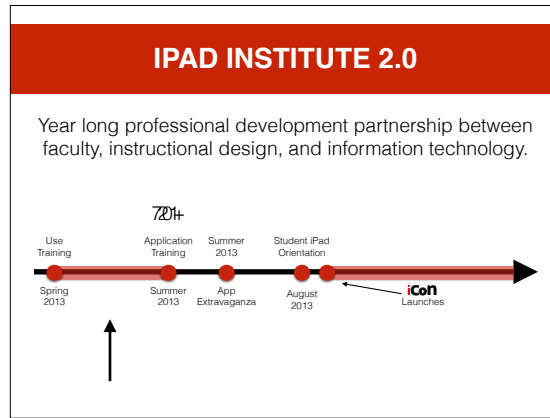 IPAD INSTITUTE 2.0
Year long professional development partnership between
faculty, instructional design, and information technology.
Use
Training
Application
Training
Summer
2013
Student iPad
Orientation
Spring
2013
Summer
2013
App
Extravaganza
August
2013
iCon
Launches